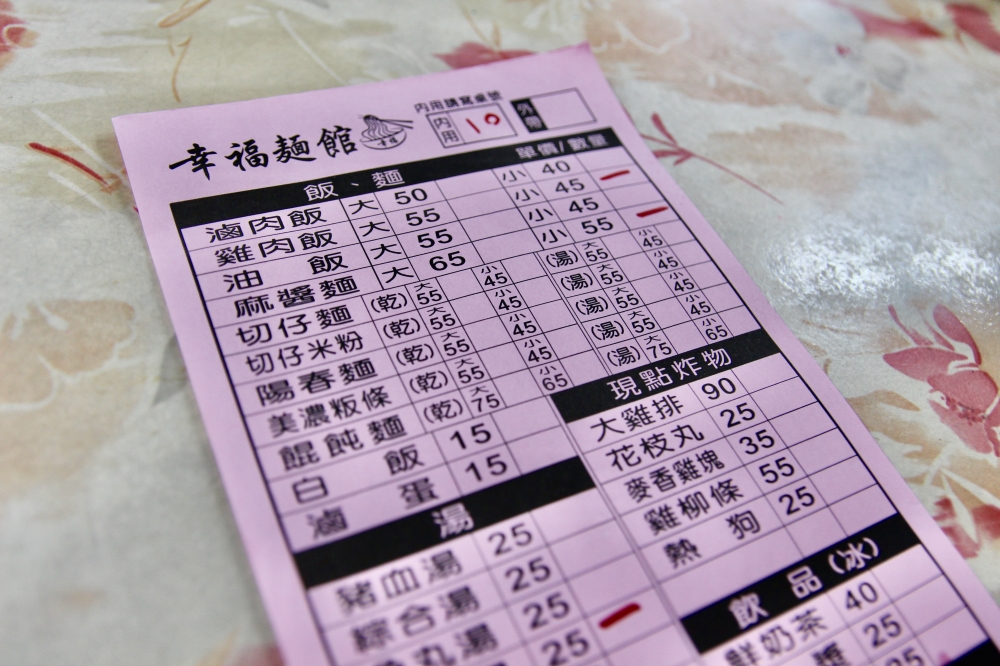 幸福麵館
內用請寫桌號
內用 10 外帶
飯、麵 單價/數量
滷肉飯 大 50 小 40
雞肉飯 大 55 小 45
油飯 大 55 小 45
麻醬麵 大 65 小 55
切仔麵 (乾) 大55 小45 (湯) 大55 小45
切仔米粉 (乾) 大55 小45 (湯) 大55 小45
陽春麵 (乾) 大55 小45 (湯) 大55 小45
美濃粄條 (乾) 大55 小45 (湯) 大55 小45
餛飩麵 (乾) 大75 小65 (湯) 大75 小65
白飯 15
滷蛋 15
湯
豬血湯 25
綜合湯 25
丸湯 25
25
現點炸物
大雞排 90
花枝丸 25
麥香雞塊 35
雞柳條 55
熱狗 25
飲品(冰)
鮮奶茶 40
25